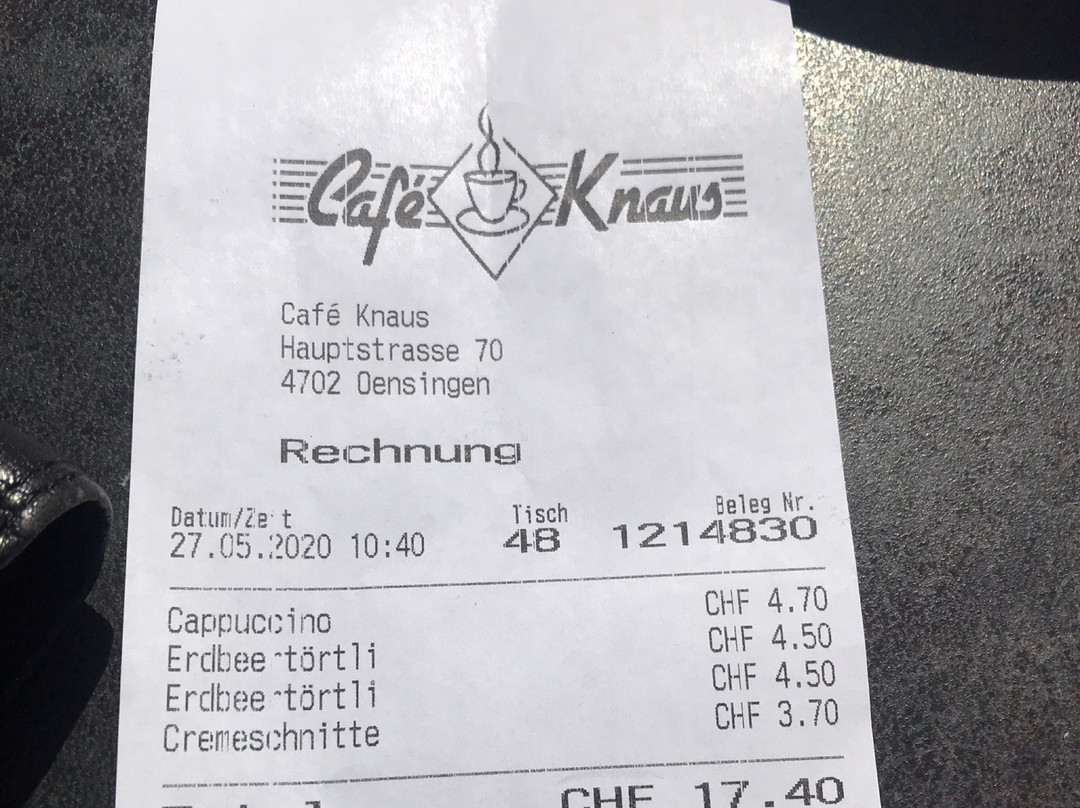 Café Knaus
Café Knaus
Hauptstrasse 70
4702 Oensingen
Rechnung
Datum/Zeit Tisch Beleg Nr.
27.05.2020 10:40 48 1214830
Cappuccino CHF 4.70
Erdbeertörtli CHF 4.50
Erdbeertörtli CHF 4.50
Cremeschnitte CHF 3.70
Total CHF 17.40